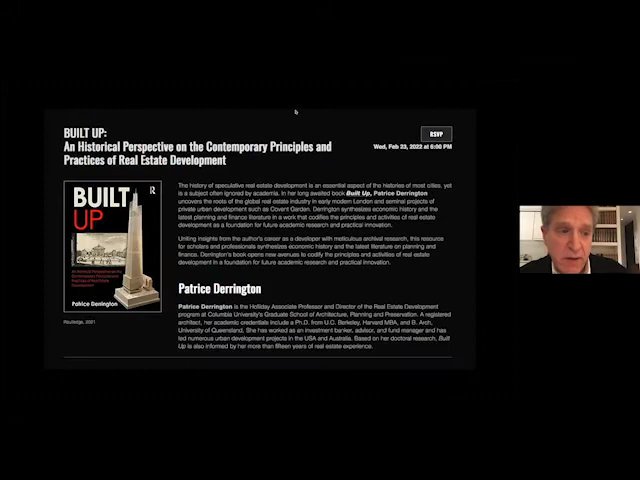 BUILT UP:
An Historical Perspective on the Contemporary Principles and
Practices of Real Estate Development
RSVP
Wed, Feb 23, 2022 at 6:00 PM
BUILT
UP
R
An Historical Perspective on the
Contemporary Principles and
Practices of Real Estate
Development
Patrice Derrington
Routledge, 2021
The history of speculative real estate development is an essential aspect of the histories of most cities, yet
is a subject often ignored by academia. In her long awaited book Built Up, Patrice Derrington
uncovers the roots of the global real estate industry in early modern London and seminal projects of
private urban development such as Covent Garden. Derrington synthesizes economic history and the
latest planning and finance literature in a work that codifies the principles and activities of real estate
development as a foundation for future academic research and practical innovation.
Uniting insights from the author's career as a developer with meticulous archival research, this resource
for scholars and professionals synthesizes economic history and the latest literature on planning and
finance. Derrington's book opens new avenues to codify the principles and activities of real estate
development in a foundation for future academic research and practical innovation.
Patrice Derrington
Patrice Derrington is the Holliday Associate Professor and Director of the Real Estate Development
program at Columbia University's Graduate School of Architecture, Planning and Preservation. A registered
architect, her academic credentials include a Ph.D. from U.C. Berkeley, Harvard MBA, and B. Arch,
University of Queensland. She has worked as an investment banker, advisor, and fund manager and has
led numerous urban development projects in the USA and Australia. Based on her doctoral research, Built
Up is also informed by her more than fifteen years of real estate experience.